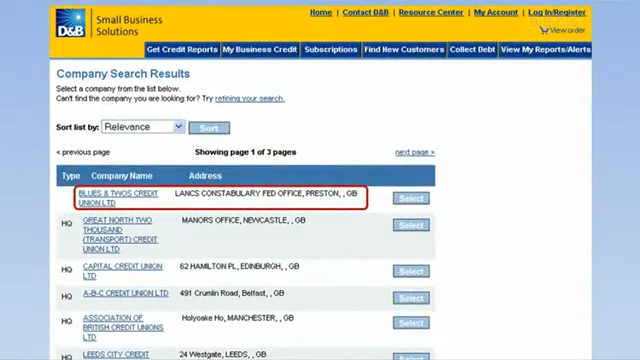 Home | Contact D&B | Resource Center | My Account | Log In/Register
D&B
Small Business
Solutions
View order
Get Credit Reports My Business Credit Subscriptions Find New Customers Collect Debt View My Reports/Alerts
Company Search Results
Select a company from the list below.
Can't find the company you are looking for? Try refining your search.
Sort list by: Relevance Sort
< previous page Showing page 1 of 3 pages next page >
Type Company Name Address
BLUES & TWOS CREDIT UNION LTD LANCS CONSTABULARY FED OFFICE, PRESTON, , GB Select
HQ GREAT NORTH TWO THOUSAND (TRANSPORT) CREDIT UNION LTD MANORS OFFICE, NEWCASTLE, , GB Select
HQ CAPITAL CREDIT UNION LTD 62 HAMILTON PL, EDINBURGH, , GB Select
HQ A-B-C CREDIT UNION LTD 491 Crumlin Road, Belfast, , GB Select
HQ ASSOCIATION OF BRITISH CREDIT UNIONS LTD Holyoake Ho, MANCHESTER, , GB Select
HQ LEEDS CITY CREDIT 24 Westgate, LEEDS, , GB Select